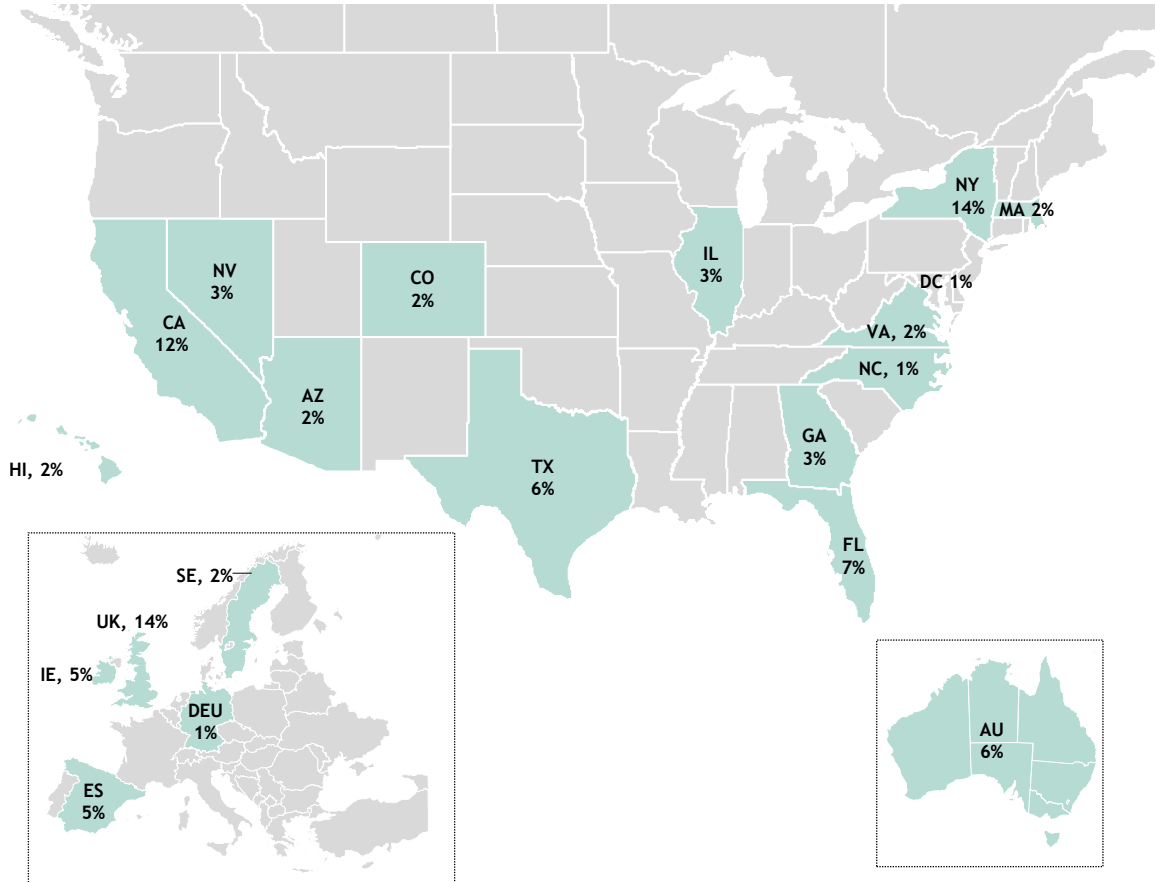 NY
14%
MA 2%
IL
3%
NV
3%
CO
2%
DC 1%
CA
12%
VA, 2%
NC, 1%
AZ
2%
GA
3%
HI, 2%
TX
6%
FL
7%
SE, 2%
UK, 14%
IE, 5%
DEU
1%
AU
6%
ES
5%